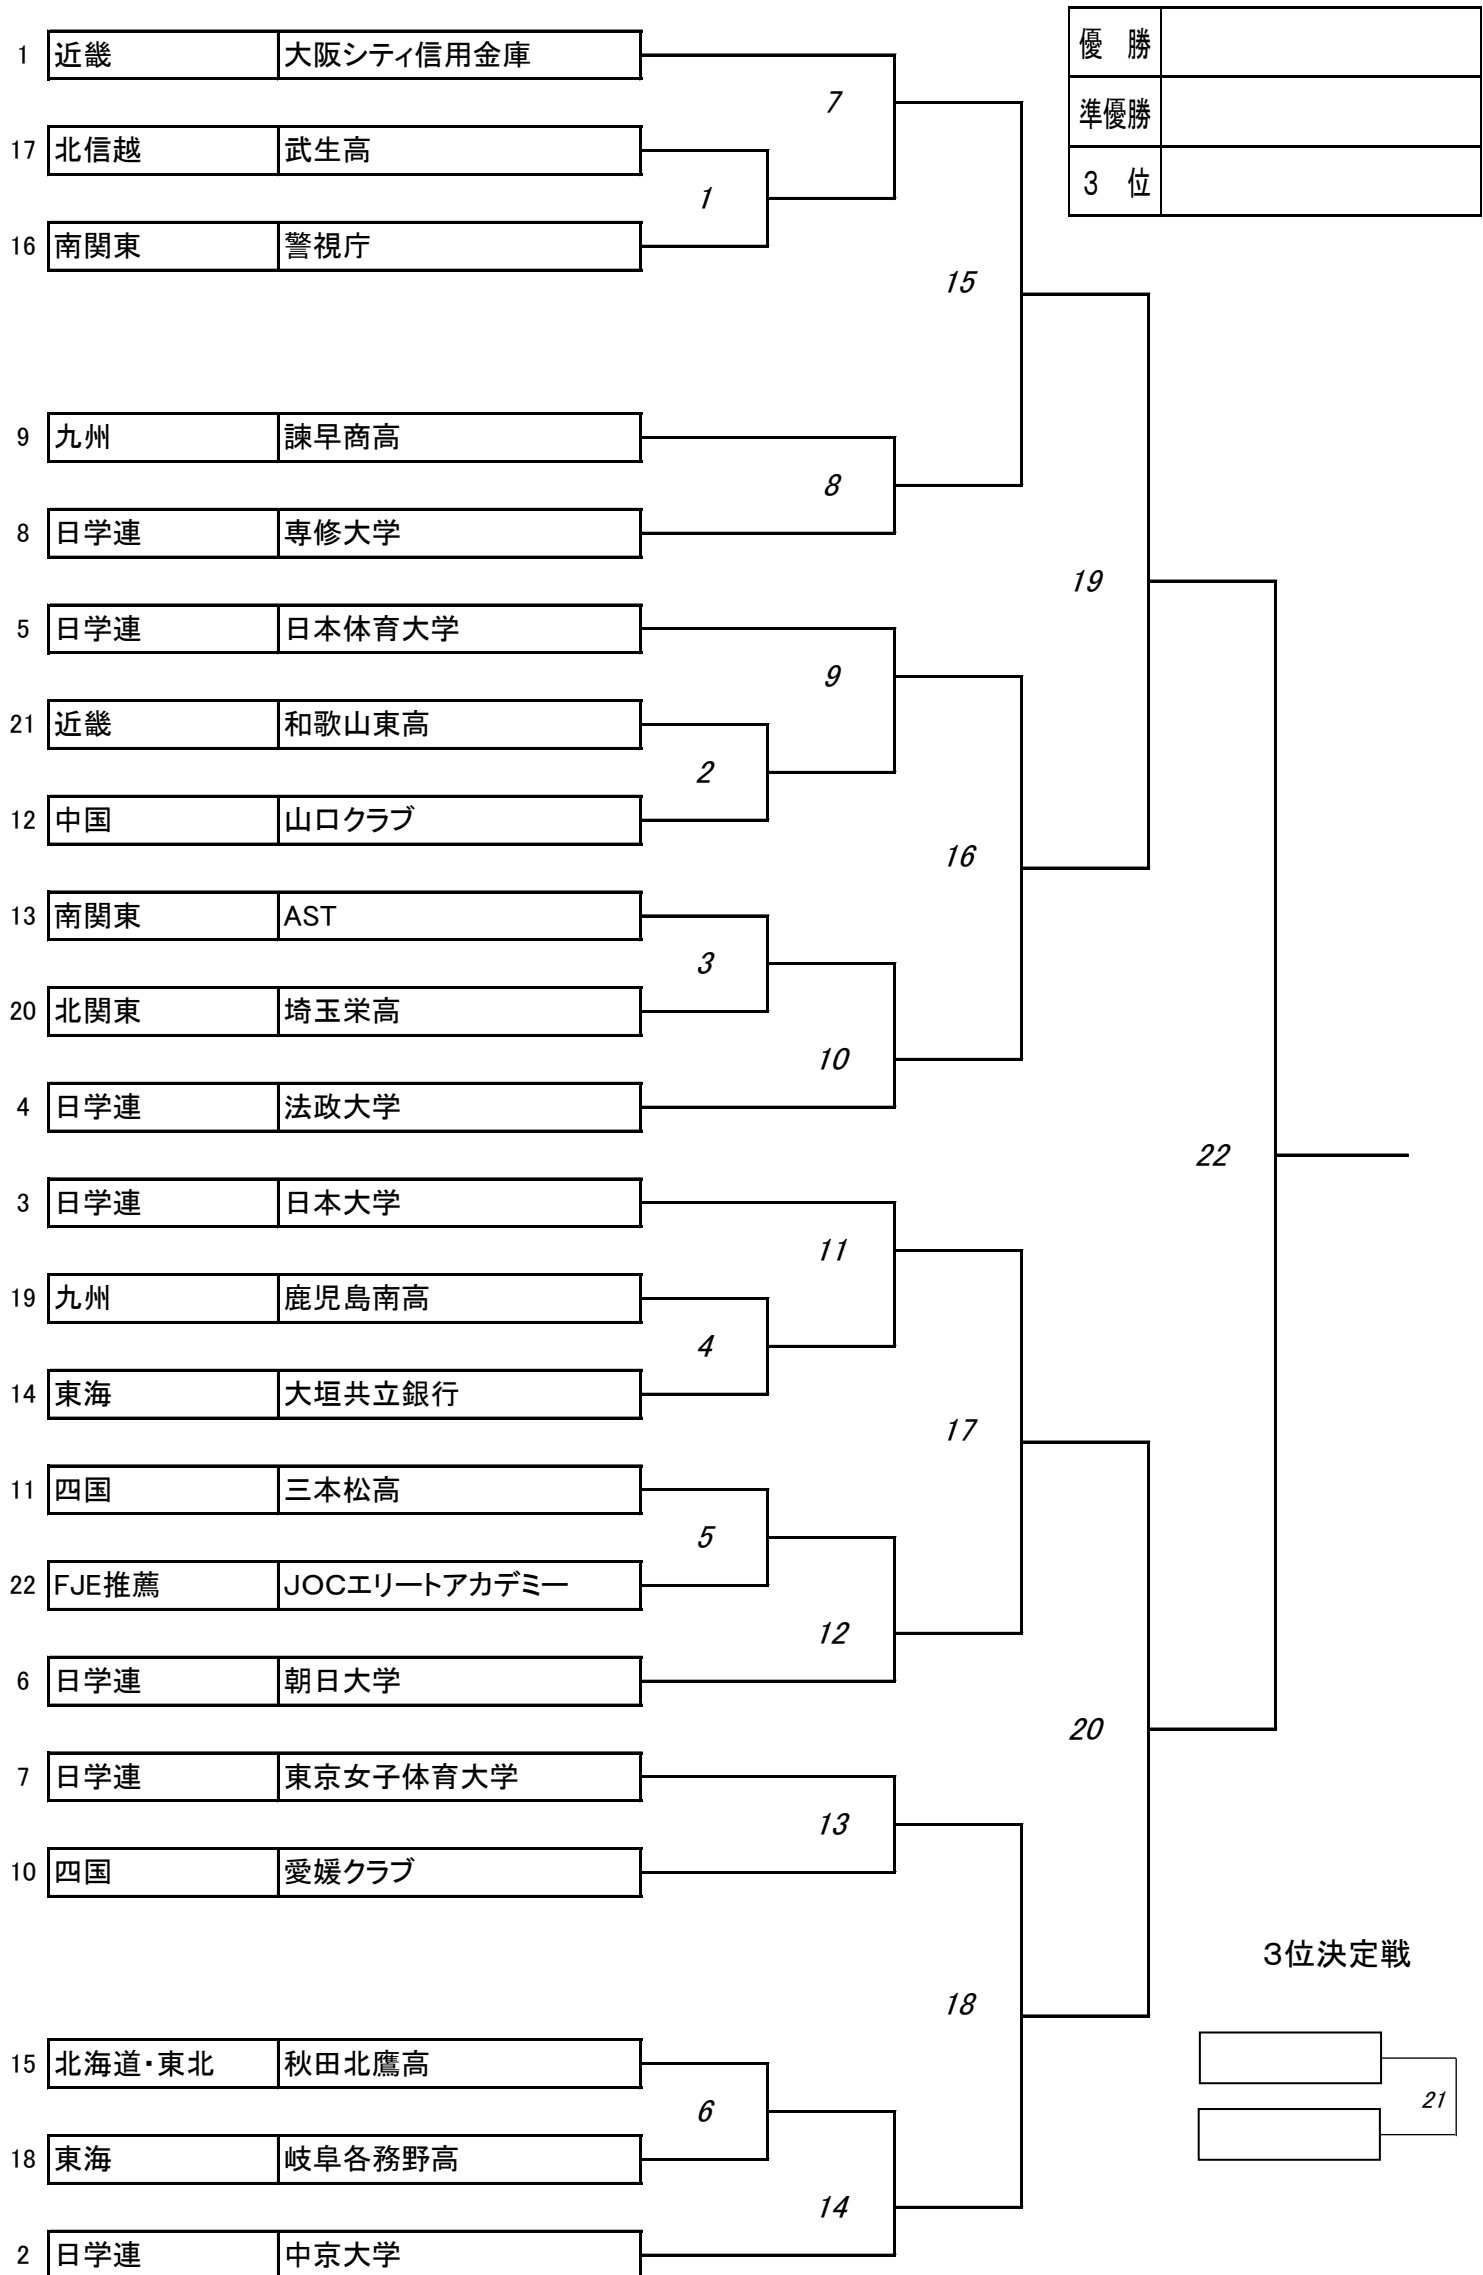 優 勝
1 近畿 大阪シティ信用金庫
7
準優勝
17 北信越 武生高
3 位
1
16 南関東 警視庁
15
9 九州 諫早商高
8
8 日学連 専修大学
19
5 日学連 日本体育大学
9
21 近畿 和歌山東高
2
12 中国 山口クラブ
16
13 南関東 AST
3
20 北関東 埼玉栄高
10
4 日学連 法政大学
22
3 日学連 日本大学
11
19 九州 鹿児島南高
4
14 東海 大垣共立銀行
17
11 四国 三本松高
5
22 FJE推薦 JOCエリートアカデミー
12
6 日学連 朝日大学
20
7 日学連 東京女子体育大学
13
10 四国 愛媛クラブ
3位決定戦
18
15 北海道・東北 秋田北鷹高
21
6
18 東海 岐阜各務野高
14
2 日学連 中京大学